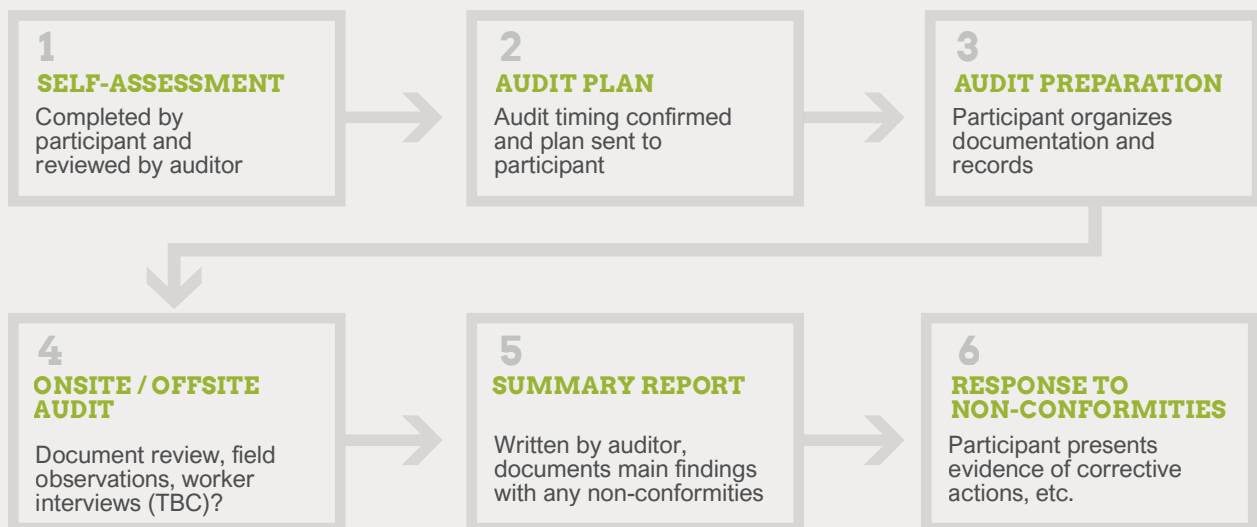 1
SELF-ASSESSMENT
Completed by
participant and
reviewed by auditor
2
AUDIT PLAN
Audit timing confirmed
and plan sent to
participant
3
AUDIT PREPARATION
Participant organizes
documentation and
records
4
ONSITE / OFFSITE
AUDIT
Document review, field
observations, worker
interviews (TBC)?
5
SUMMARY REPORT
Written by auditor,
documents main findings
with any non-conformities
6
RESPONSE TO
NON-CONFORMITIES
Participant presents
evidence of corrective
actions, etc.